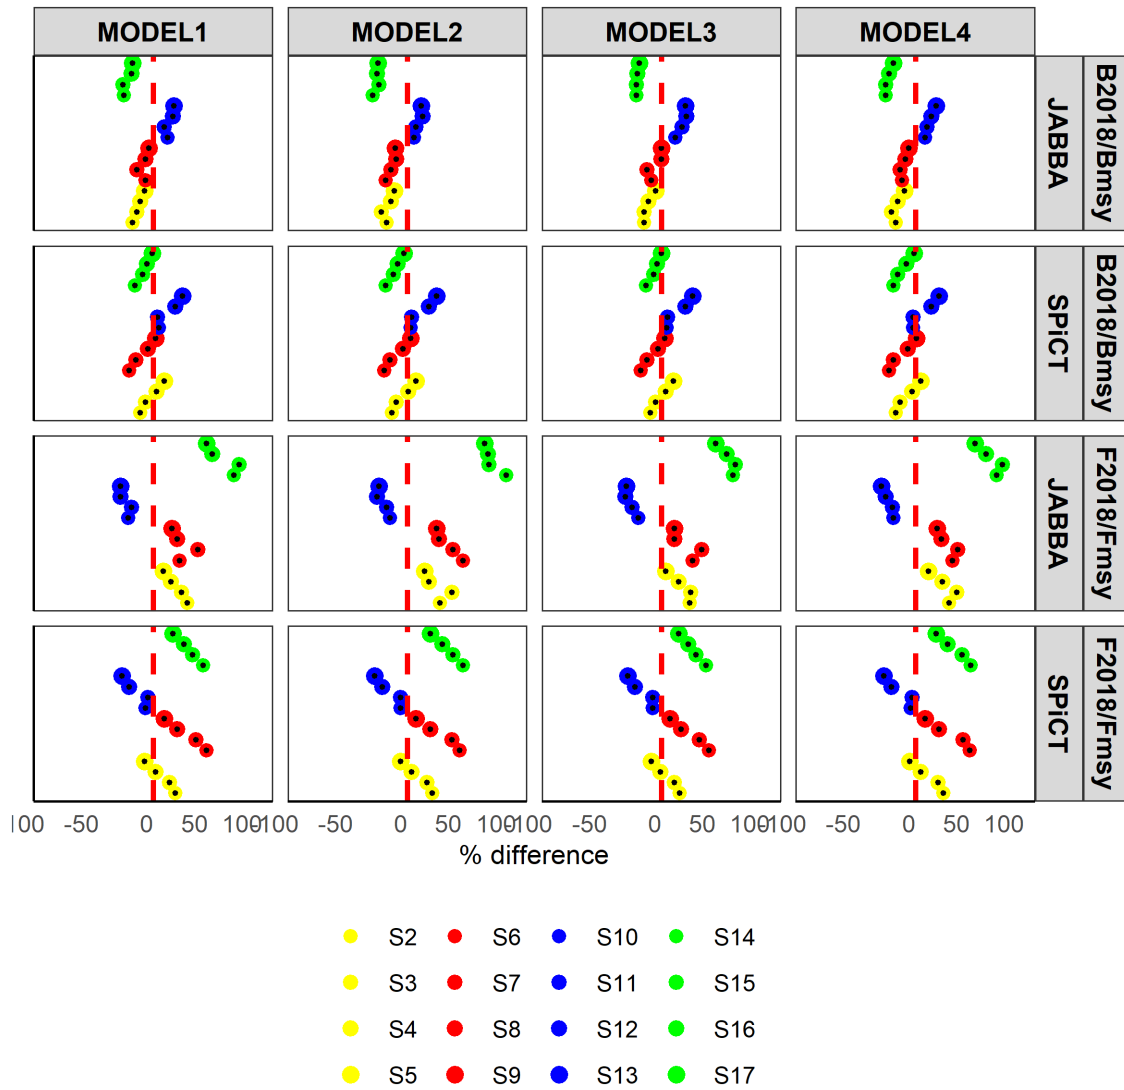 MODEL1 MODEL2 MODEL3 MODEL4
JABBA B2018/Bmsy
SPiCT B2018/Bmsy
JABBA F2018/Fmsy
SPiCT F2018/Fmsy
-50 0 100 -50 0 50 -50 0 50 -50 0 50 100
% difference
S2 S6 S10 S14
S3 S7 S11 S15
S4 S8 S12 S16
S5 S9 S13 S17